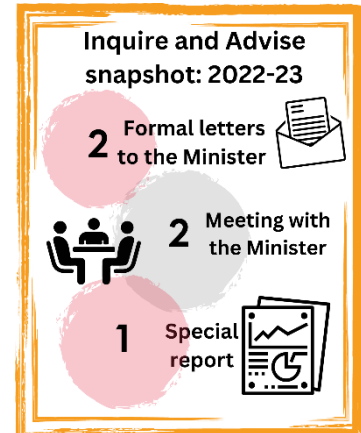 Inquire and Advise
snapshot: 2022-23
2 Formal letters
to the Minister
2 Meeting with
the Minister
1 Special
report